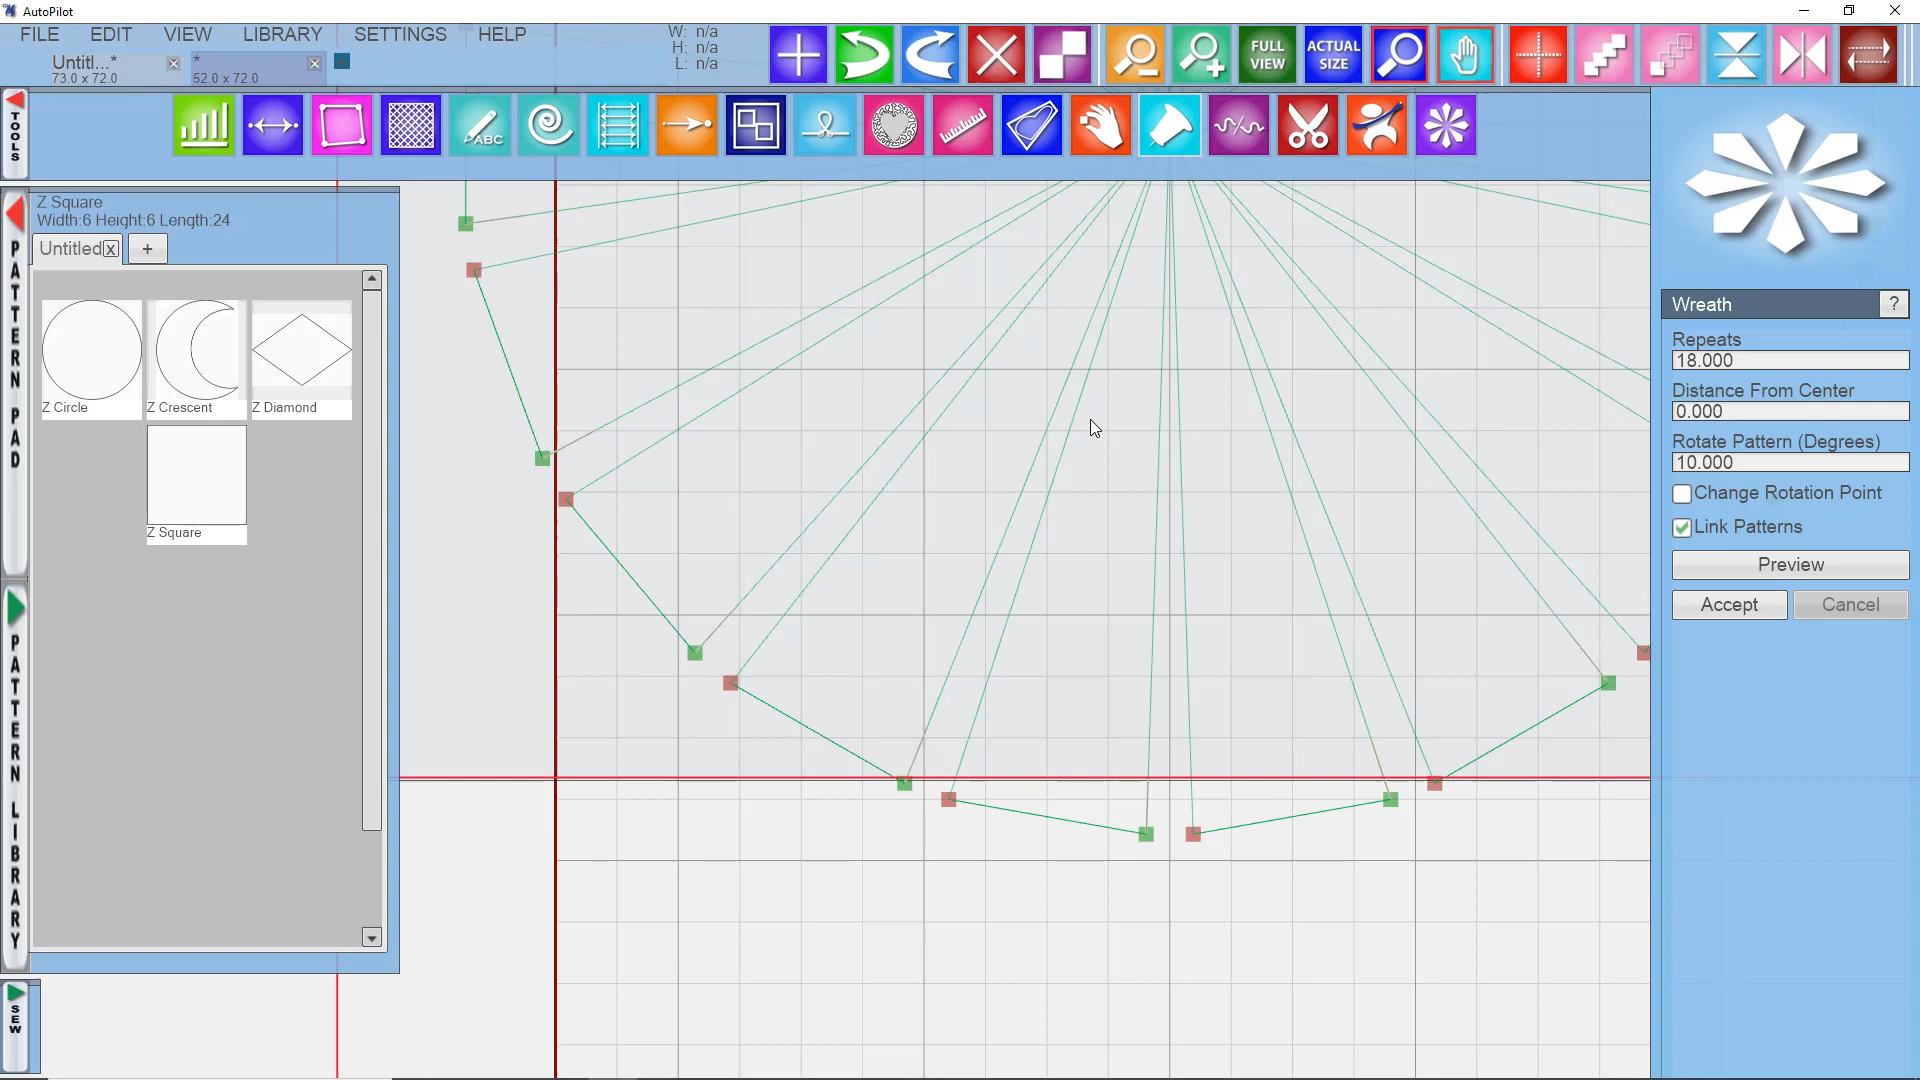 AutoPilot
FILE EDIT VIEW LIBRARY SETTINGS HELP
W: n/a
H: n/a
L: n/a
Untitl...*
73.0 x 72.0
*
52.0 x 72.0
FULL VIEW
ACTUAL SIZE
TOOLS
ABC
Z Square
Width:6 Height:6 Length:24
Untitled x +
Z Circle
Z Crescent
Z Diamond
Z Square
PATTERN PAD
PATTERN LIBRARY
SEW
Wreath ?
Repeats
18.000
Distance From Center
0.000
Rotate Pattern (Degrees)
10.000
Change Rotation Point
Link Patterns
Preview
Accept Cancel